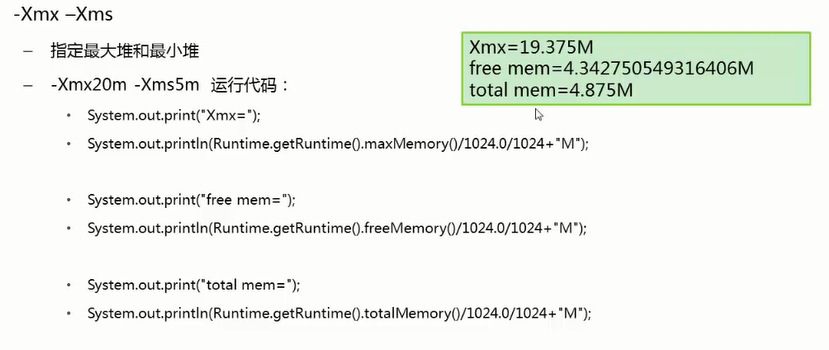 -Xmx –Xms
– 指定最大堆和最小堆
– -Xmx20m -Xms5m 运行代码：
• System.out.print("Xmx=");
• System.out.println(Runtime.getRuntime().maxMemory()/1024.0/1024+"M");
• System.out.print("free mem=");
• System.out.println(Runtime.getRuntime().freeMemory()/1024.0/1024+"M");
• System.out.print("total mem=");
• System.out.println(Runtime.getRuntime().totalMemory()/1024.0/1024+"M");
Xmx=19.375M
free mem=4.342750549316406M
total mem=4.875M